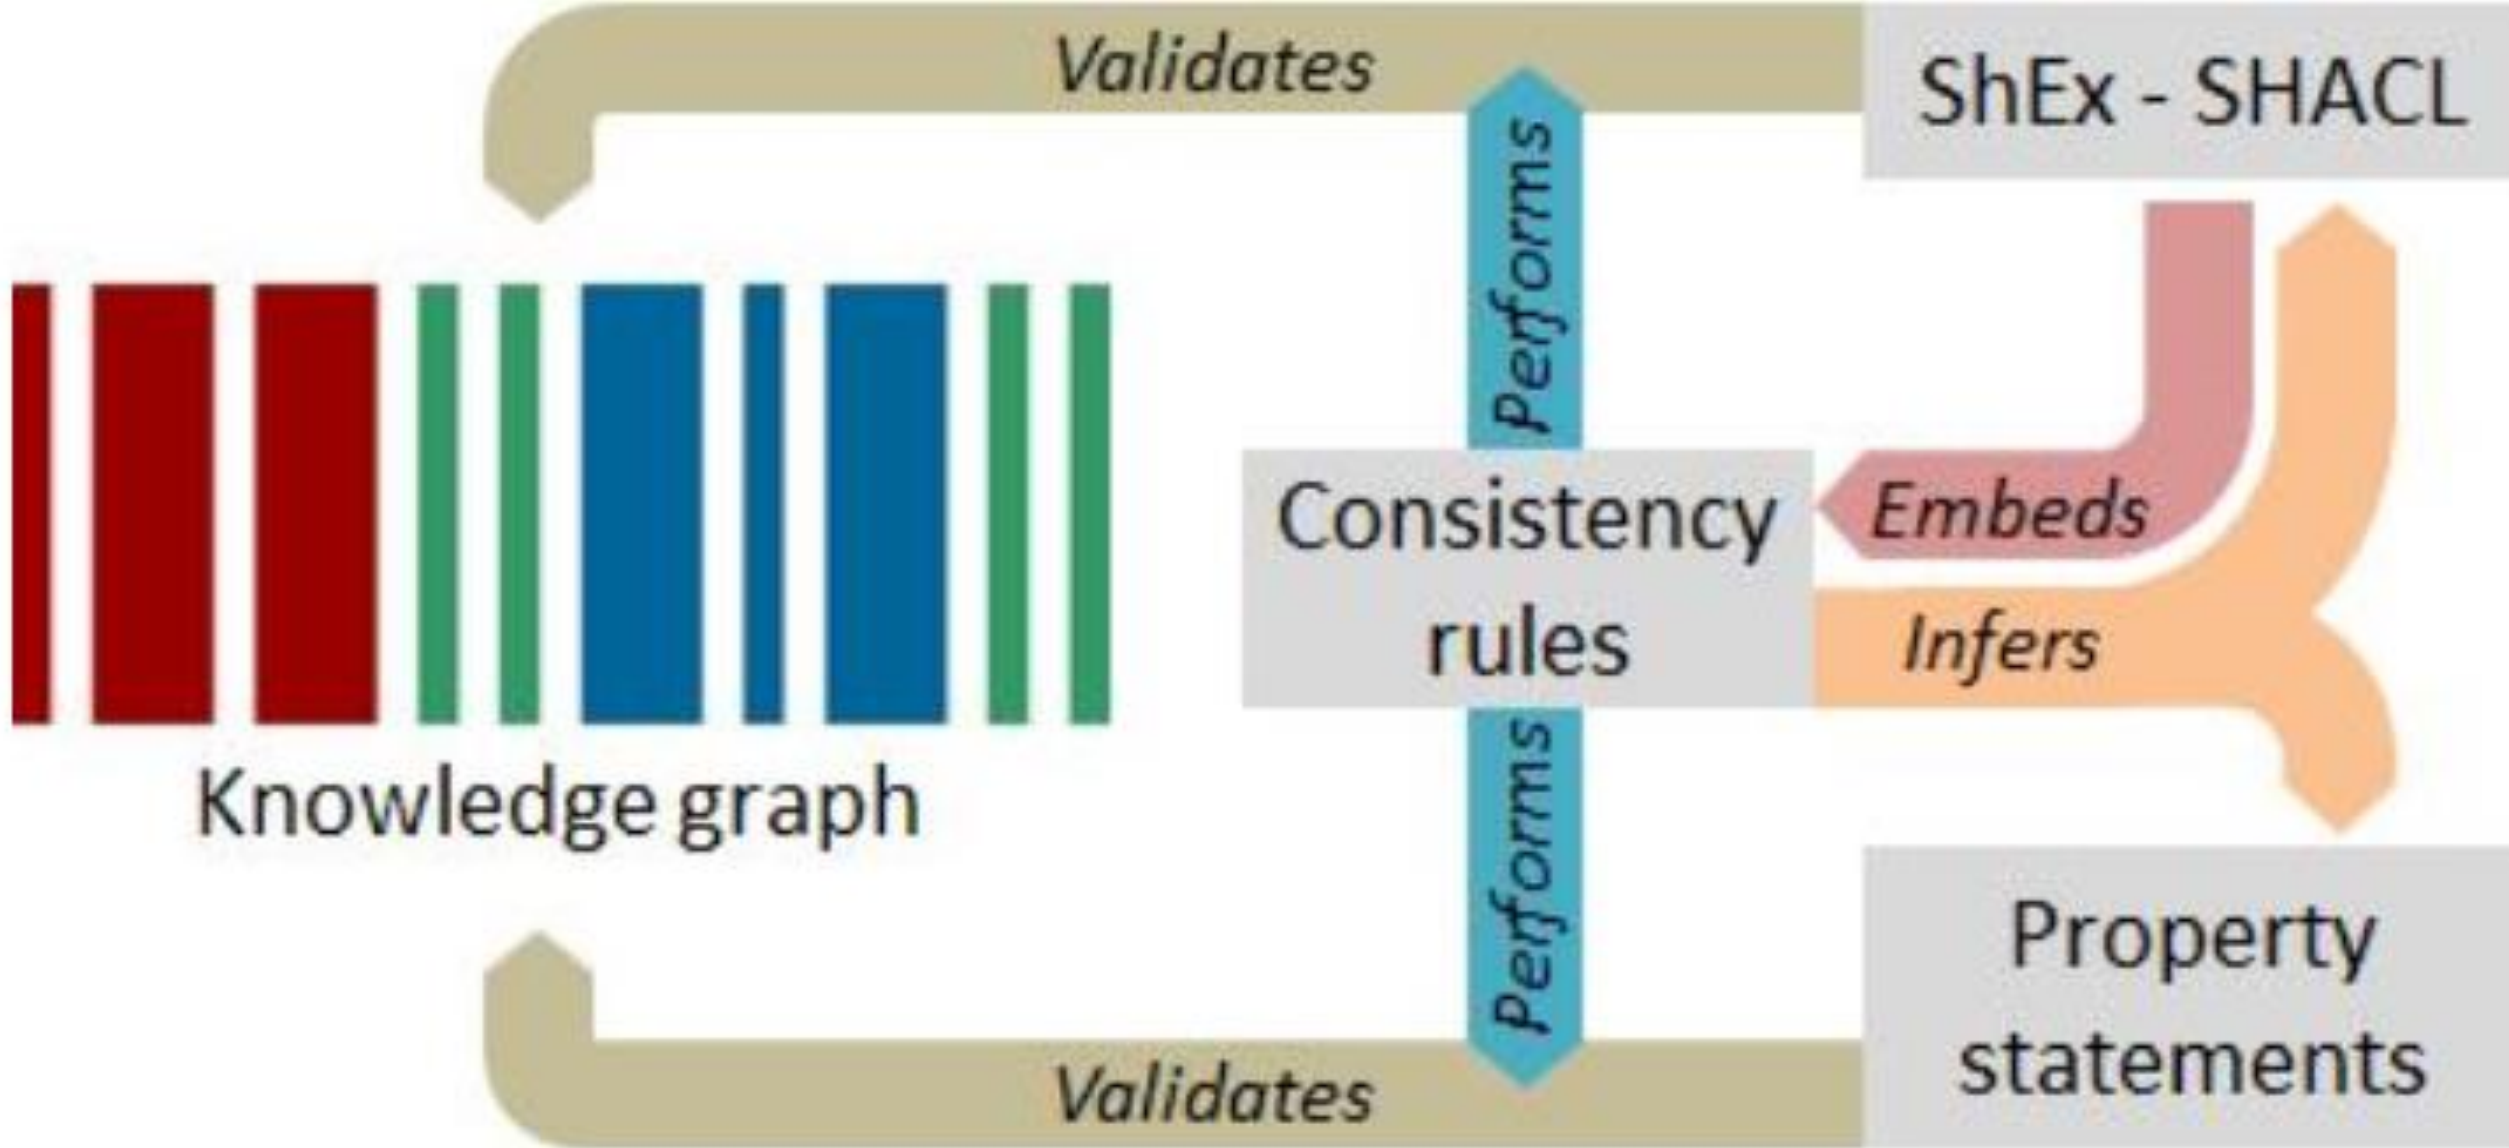 Validates
ShEx - SHACL
Performs
Embeds
Consistency
rules
Infers
Knowledge graph
Performs
Property
statements
Validates